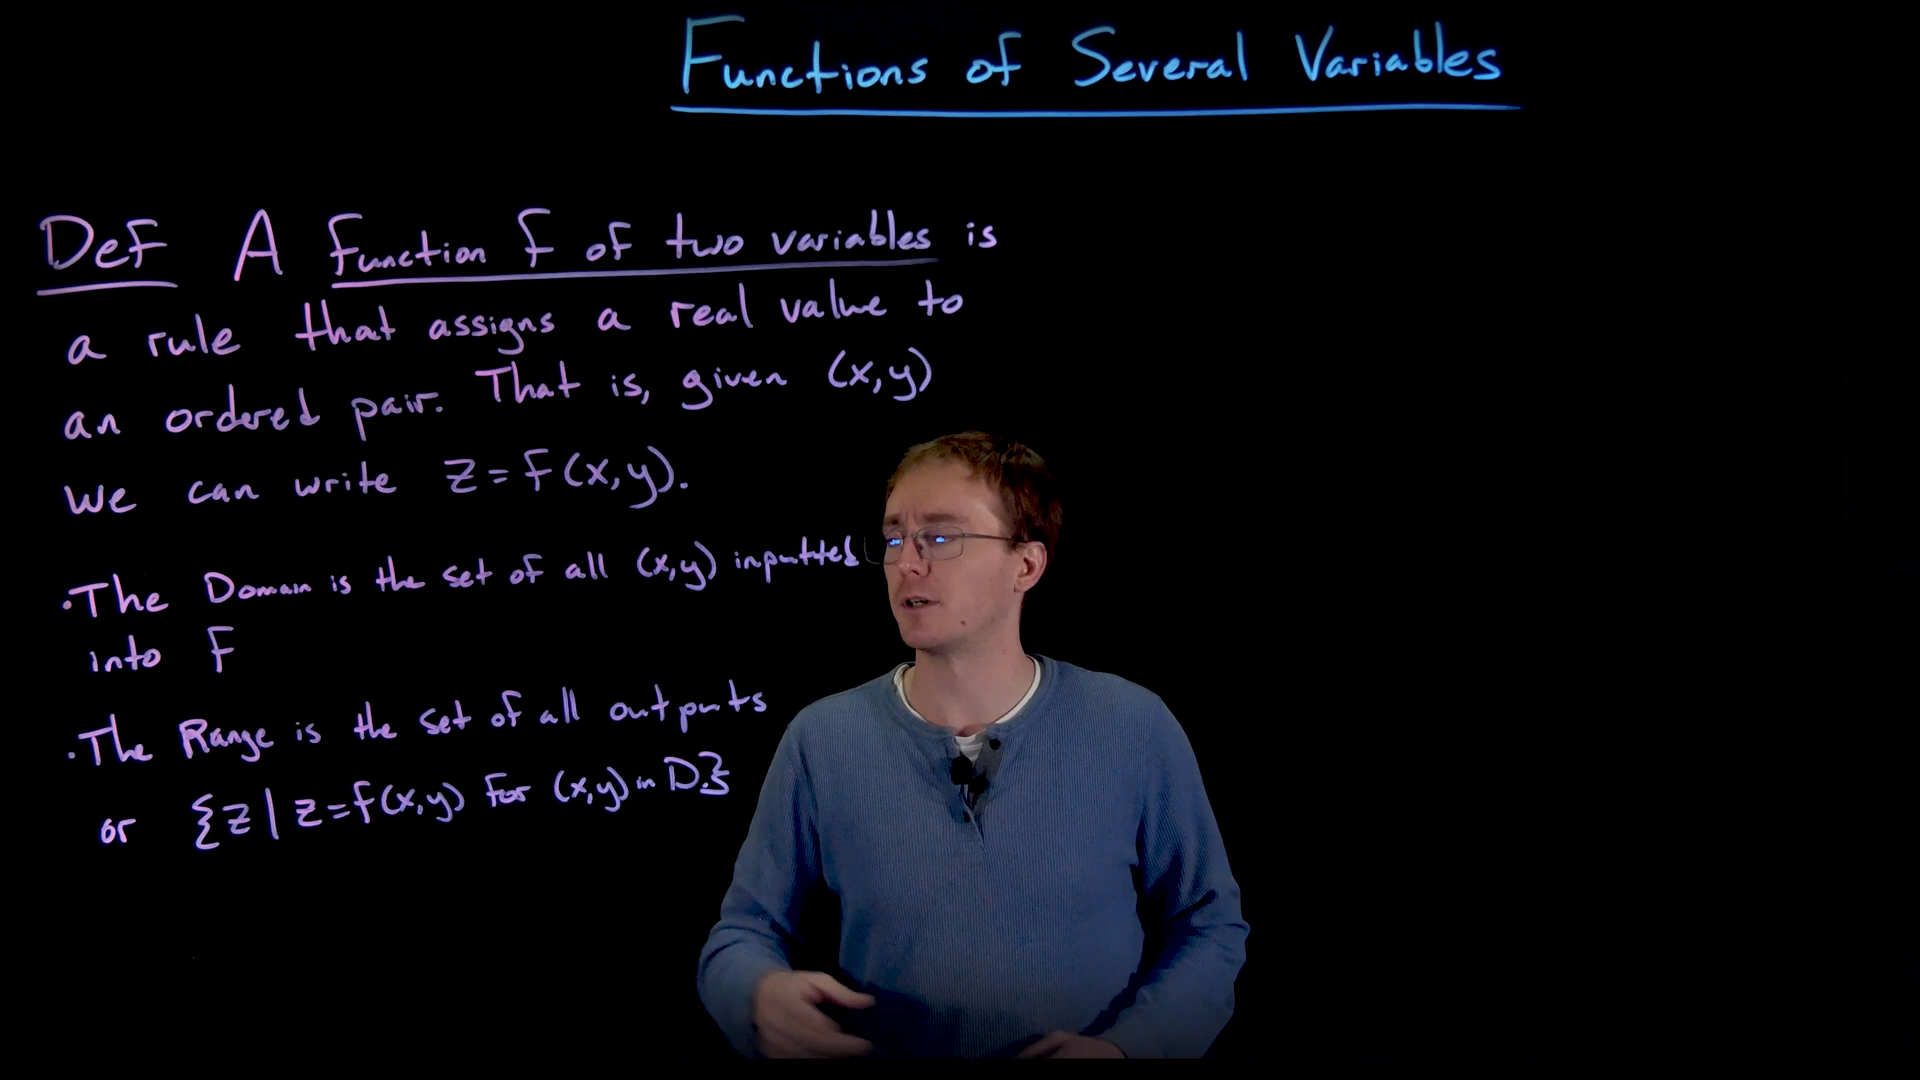 Functions of Several Variables
Def A function f of two variables is
a rule that assigns a real value to
an ordered pair. That is, given (x,y)
we can write z=f(x,y).
·The Domain is the set of all (x,y) inputted
into f
·The Range is the set of all outputs
or {z|z=f(x,y) for (x,y) in D}